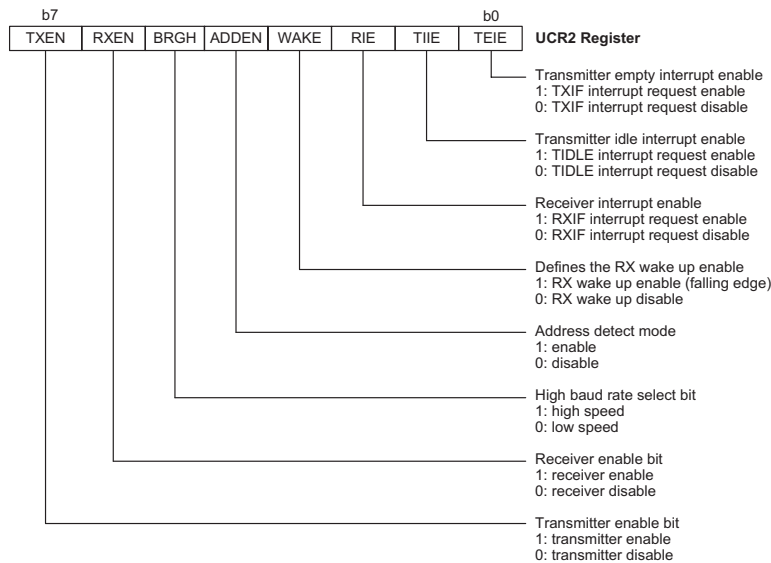 b7 b0
TXEN RXEN BRGH ADDEN WAKE RIE TIIE TEIE UCR2 Register
Transmitter empty interrupt enable
1: TXIF interrupt request enable
0: TXIF interrupt request disable
Transmitter idle interrupt enable
1: TIDLE interrupt request enable
0: TIDLE interrupt request disable
Receiver interrupt enable
1: RXIF interrupt request enable
0: RXIF interrupt request disable
Defines the RX wake up enable
1: RX wake up enable (falling edge)
0: RX wake up disable
Address detect mode
1: enable
0: disable
High baud rate select bit
1: high speed
0: low speed
Receiver enable bit
1: receiver enable
0: receiver disable
Transmitter enable bit
1: transmitter enable
0: transmitter disable